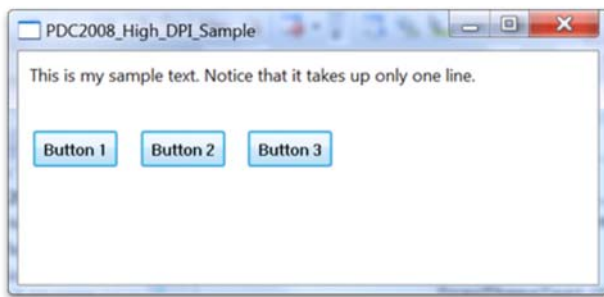 PDC2008_High_DPI_Sample
This is my sample text. Notice that it takes up only one line.
Button 1 Button 2 Button 3